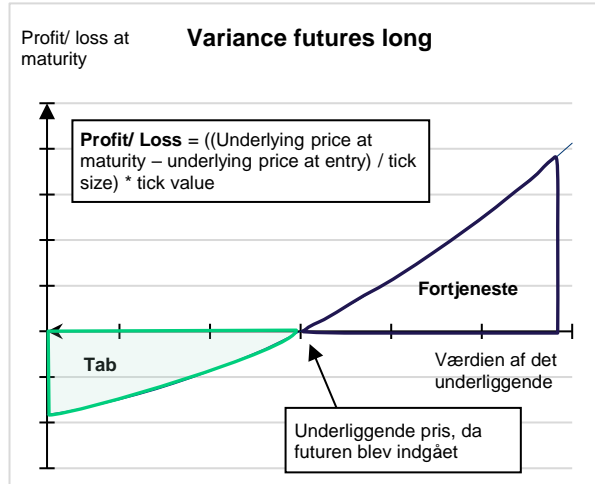 Profit/ loss at
maturity
Variance futures long
Profit/ Loss = ((Underlying price at
maturity – underlying price at entry) / tick
size) * tick value
Fortjeneste
Tab
Værdien af det
underliggende
Underliggende pris, da
futuren blev indgået